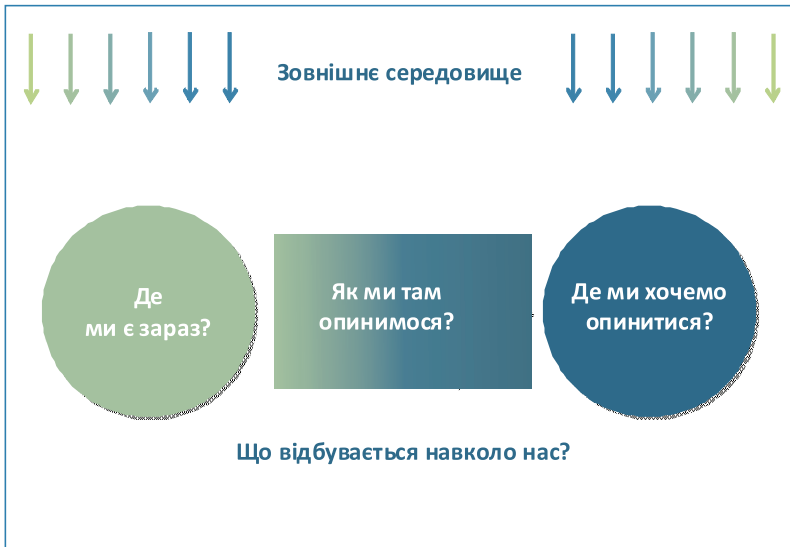 Зовнішнє середовище
Де
ми є зараз?
Як ми там
опинимося?
Де ми хочемо
опинитися?
Що відбувається навколо нас?